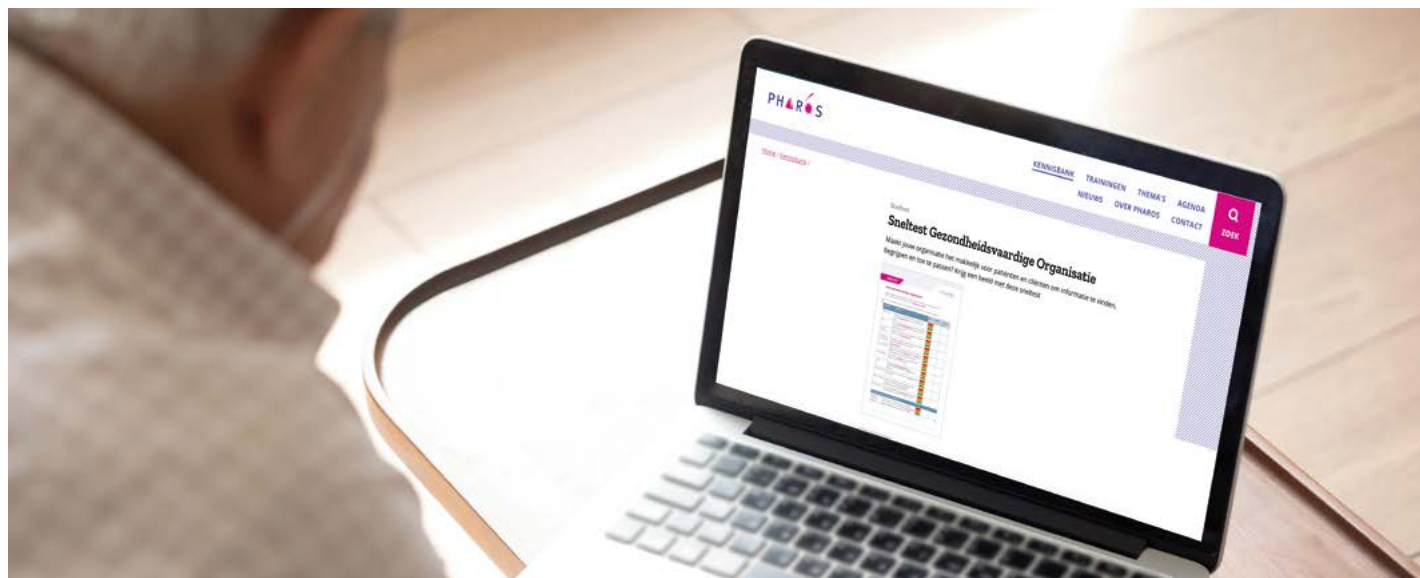 PHAROS
KENNISBANK TRAININGEN THEMA'S AGENDA
NIEUWS OVER PHAROS CONTACT
ZOEK
Home / Kennisbank /
Sneltest
Sneltest Gezondheidsvaardige Organisatie
Maakt jouw organisatie het makkelijk voor patiënten en cliënten om informatie te vinden,
begrijpen en toe te passen? Krijg een beeld met deze sneltest